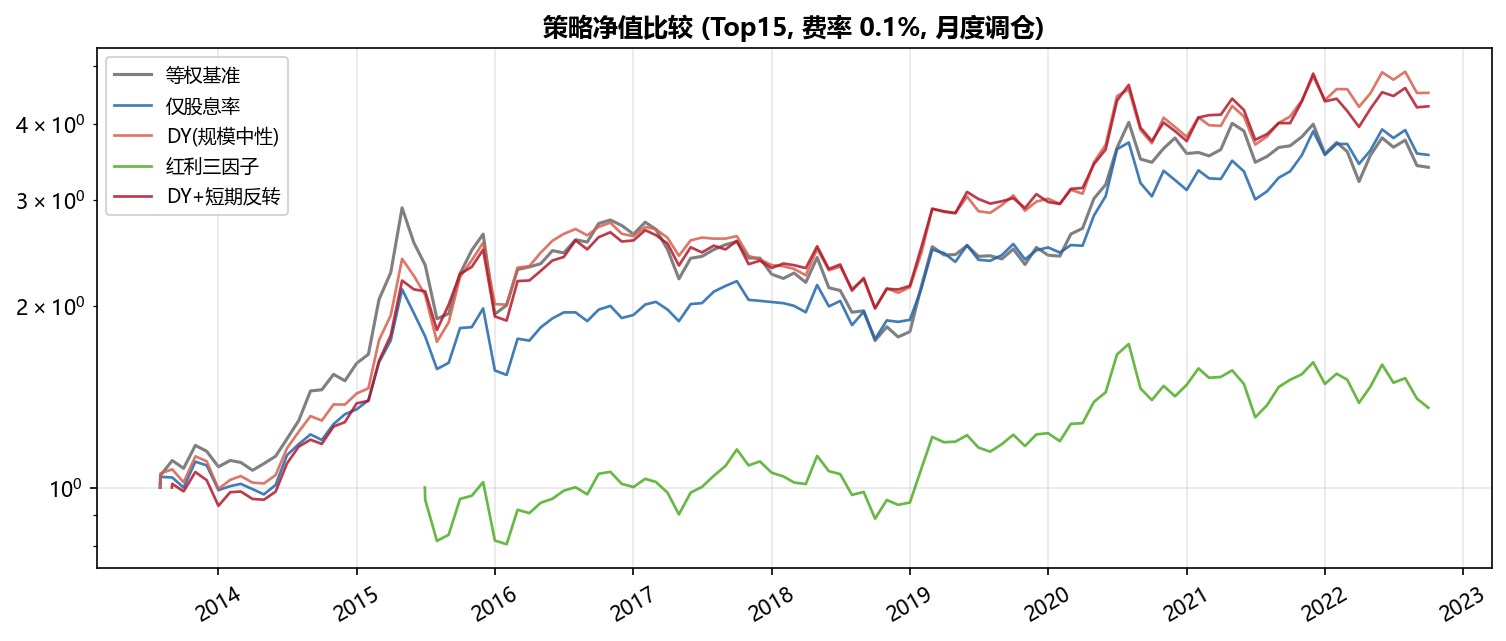 策略净值比较 (Top15, 费率 0.1%, 月度调仓)
等权基准
仅股息率
DY(规模中性)
红利三因子
DY+短期反转
4 × 10⁰
3 × 10⁰
2 × 10⁰
10⁰
2014 2015 2016 2017 2018 2019 2020 2021 2022 2023